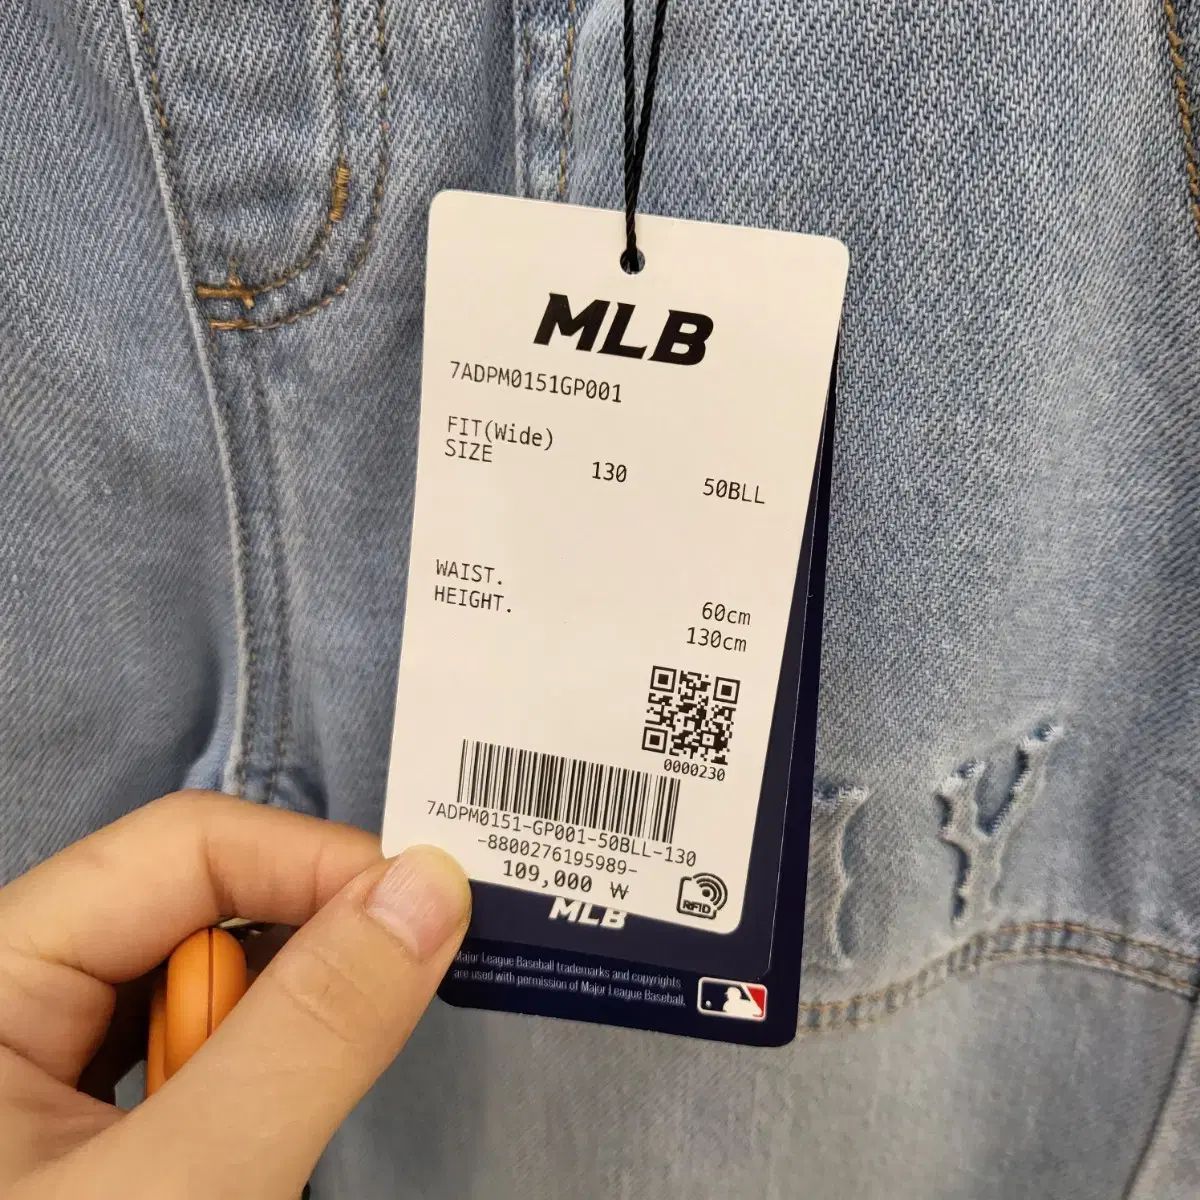 MLB
7ADPM0151GP001
FIT(Wide)
SIZE 130 50BLL
WAIST. 60cm
HEIGHT. 130cm
0000230
7ADPM0151-GP001-50BLL-130
-8800276195989-
109,000 ₩
RFID
MLB
Major League Baseball trademarks and copyrights
are used with permission of Major League Baseball.